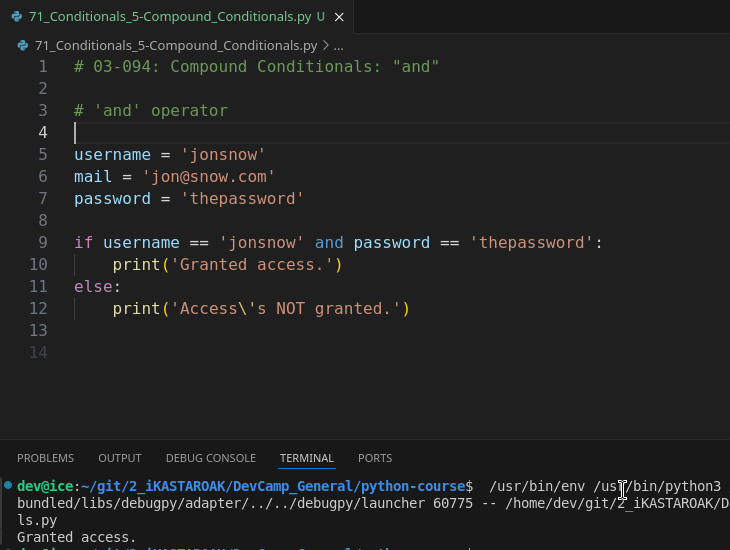 71_Conditionals_5-Compound_Conditionals.py U
71_Conditionals_5-Compound_Conditionals.py > ...
1 # 03-094: Compound Conditionals: "and"
2
3 # 'and' operator
4
5 username = 'jonsnow'
6 mail = 'jon@snow.com'
7 password = 'thepassword'
8
9 if username == 'jonsnow' and password == 'thepassword':
10     print('Granted access.')
11 else:
12     print('Access\'s NOT granted.')
13
14
PROBLEMS OUTPUT DEBUG CONSOLE TERMINAL PORTS
dev@ice:~/git/2_iKASTAROAK/DevCamp_General/python-course$  /usr/bin/env /usr/bin/python3
bundled/libs/debugpy/adapter/../../debugpy/launcher 60775 -- /home/dev/git/2_iKASTAROAK/D
ls.py
Granted access.